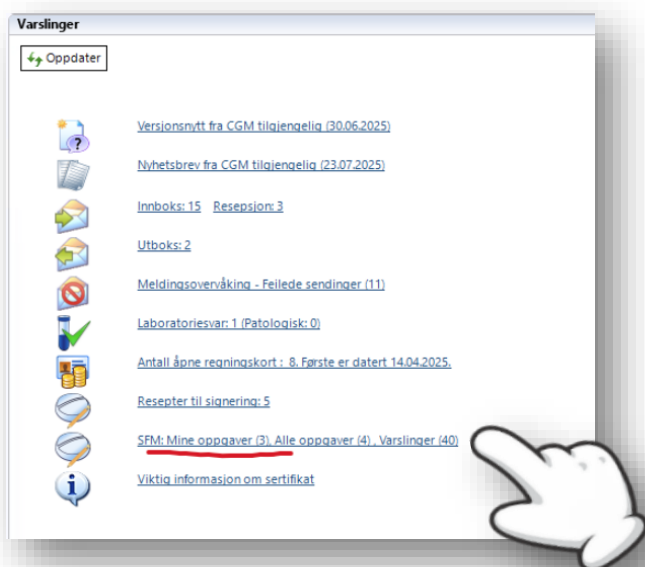 Varslinger
Oppdater
Versjonsnytt fra CGM tilgjengelig (30.06.2025)
Nyhetsbrev fra CGM tilgjengelig (23.07.2025)
Innboks: 15 Resepsjon: 3
Utboks: 2
Meldingsovervåking - Feilede sendinger (11)
Laboratoriesvar: 1 (Patologisk: 0)
Antall åpne regningskort : 8. Første er datert 14.04.2025.
Resepter til signering: 5
SFM: Mine oppgaver (3), Alle oppgaver (4) , Varslinger (40)
Viktig informasjon om sertifikat